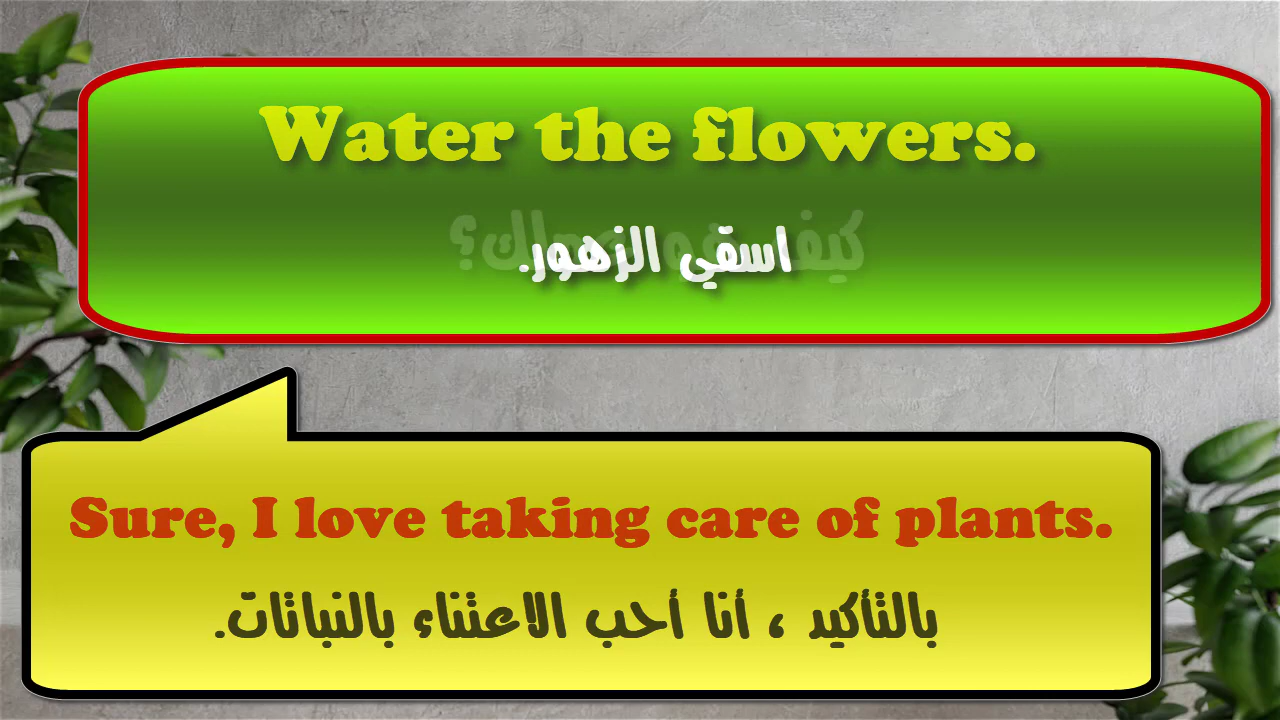 Water the flowers.
اسقي الزهور.
Sure, I love taking care of plants.
بالتأكيد ، أنا أحب الاعتناء بالنباتات.